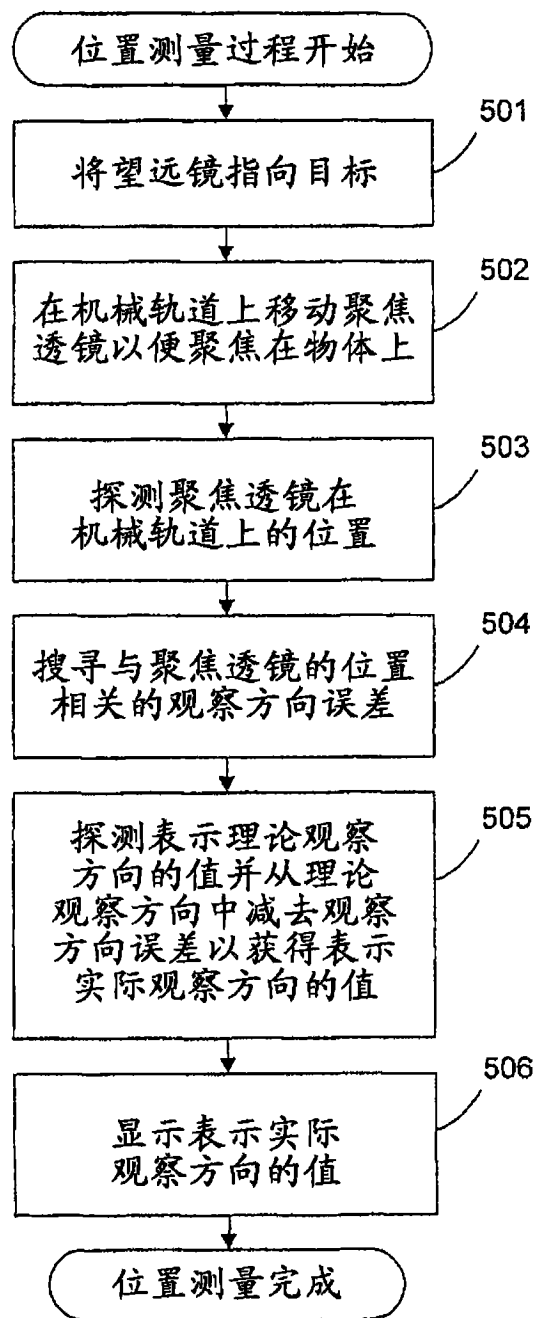 位置测量过程开始
501
将望远镜指向目标
502
在机械轨道上移动聚焦
透镜以便聚焦在物体上
503
探测聚焦透镜在
机械轨道上的位置
504
搜寻与聚焦透镜的位置
相关的观察方向误差
505
探测表示理论观察
方向的值并从理论
观察方向中减去观察
方向误差以获得表示
实际观察方向的值
506
显示表示实际
观察方向的值
位置测量完成